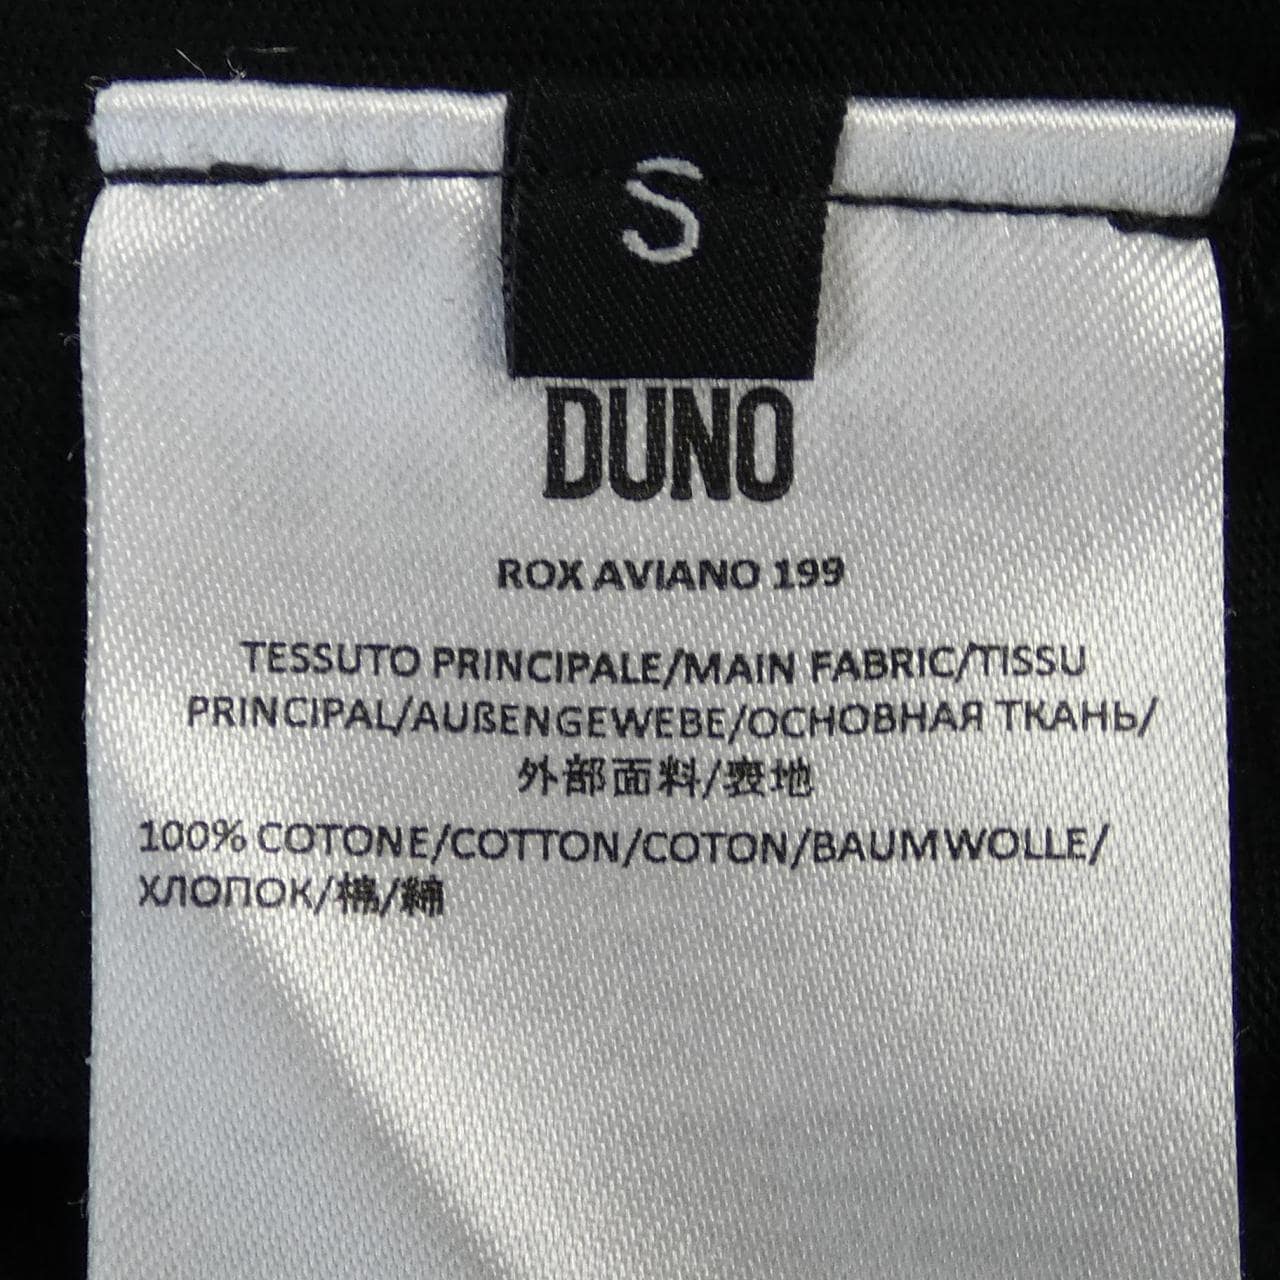 S
DUNO
ROX AVIANO 199
TESSUTO PRINCIPALE/MAIN FABRIC/TISSU
PRINCIPAL/AUßENGEWEBE/ОСНОВНАЯ ТКАНЬ/
外部面料/表地
100% COTONE/COTTON/COTON/BAUMWOLLE/
ХЛОПОК/棉/綿